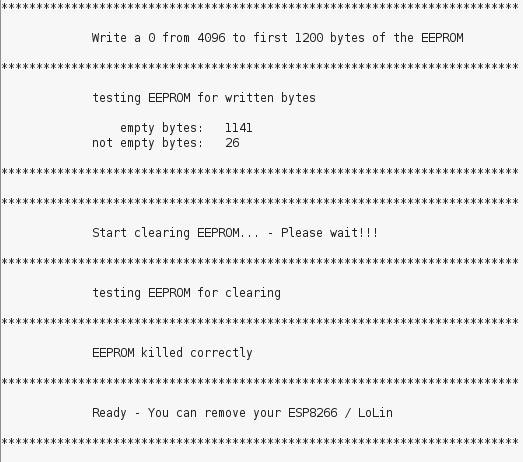 ***************************************************************************
Write a 0 from 4096 to first 1200 bytes of the EEPROM
***************************************************************************
testing EEPROM for written bytes
empty bytes: 1141
not empty bytes: 26
***************************************************************************
***************************************************************************
Start clearing EEPROM... - Please wait!!!
***************************************************************************
testing EEPROM for clearing
***************************************************************************
EEPROM killed correctly
***************************************************************************
Ready - You can remove your ESP8266 / LoLin
***************************************************************************